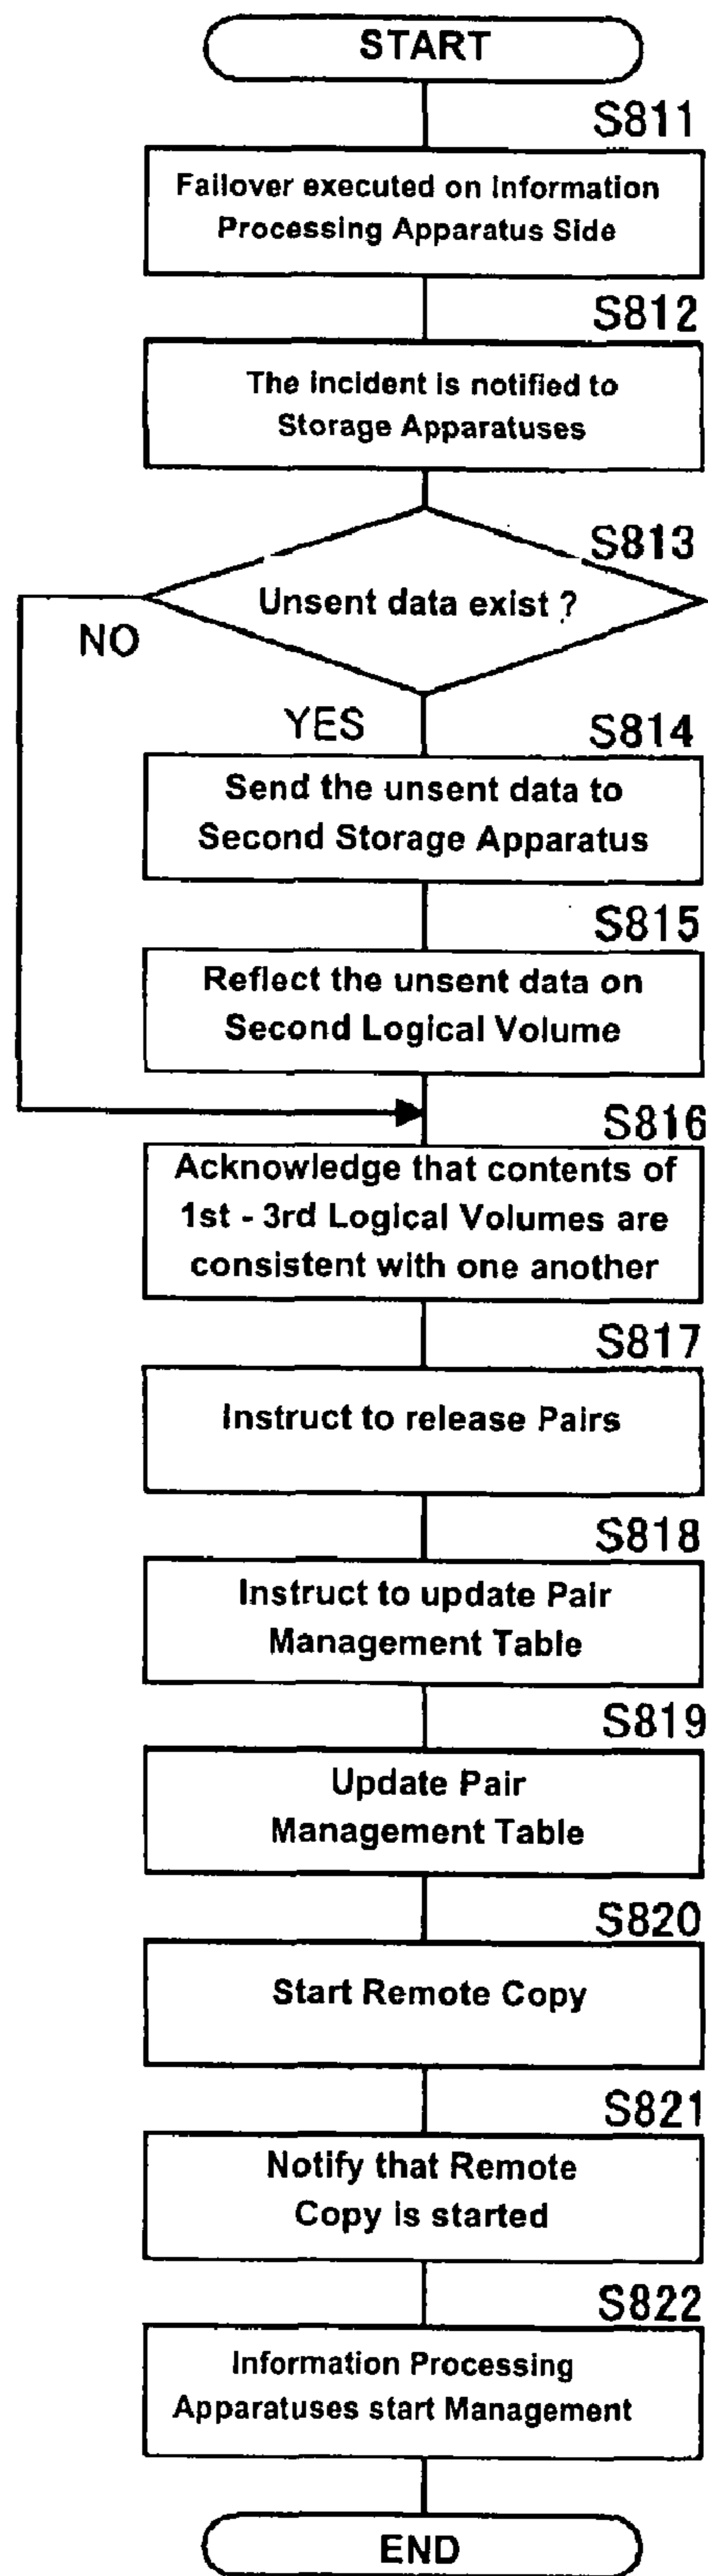 START
S811
Failover executed on Information
Processing Apparatus Side
S812
The incident is notified to
Storage Apparatuses
S813
Unsent data exist ?
NO
YES
S814
Send the unsent data to
Second Storage Apparatus
S815
Reflect the unsent data on
Second Logical Volume
S816
Acknowledge that contents of
1st - 3rd Logical Volumes are
consistent with one another
S817
Instruct to release Pairs
S818
Instruct to update Pair
Management Table
S819
Update Pair
Management Table
S820
Start Remote Copy
S821
Notify that Remote
Copy is started
S822
Information Processing
Apparatuses start Management
END